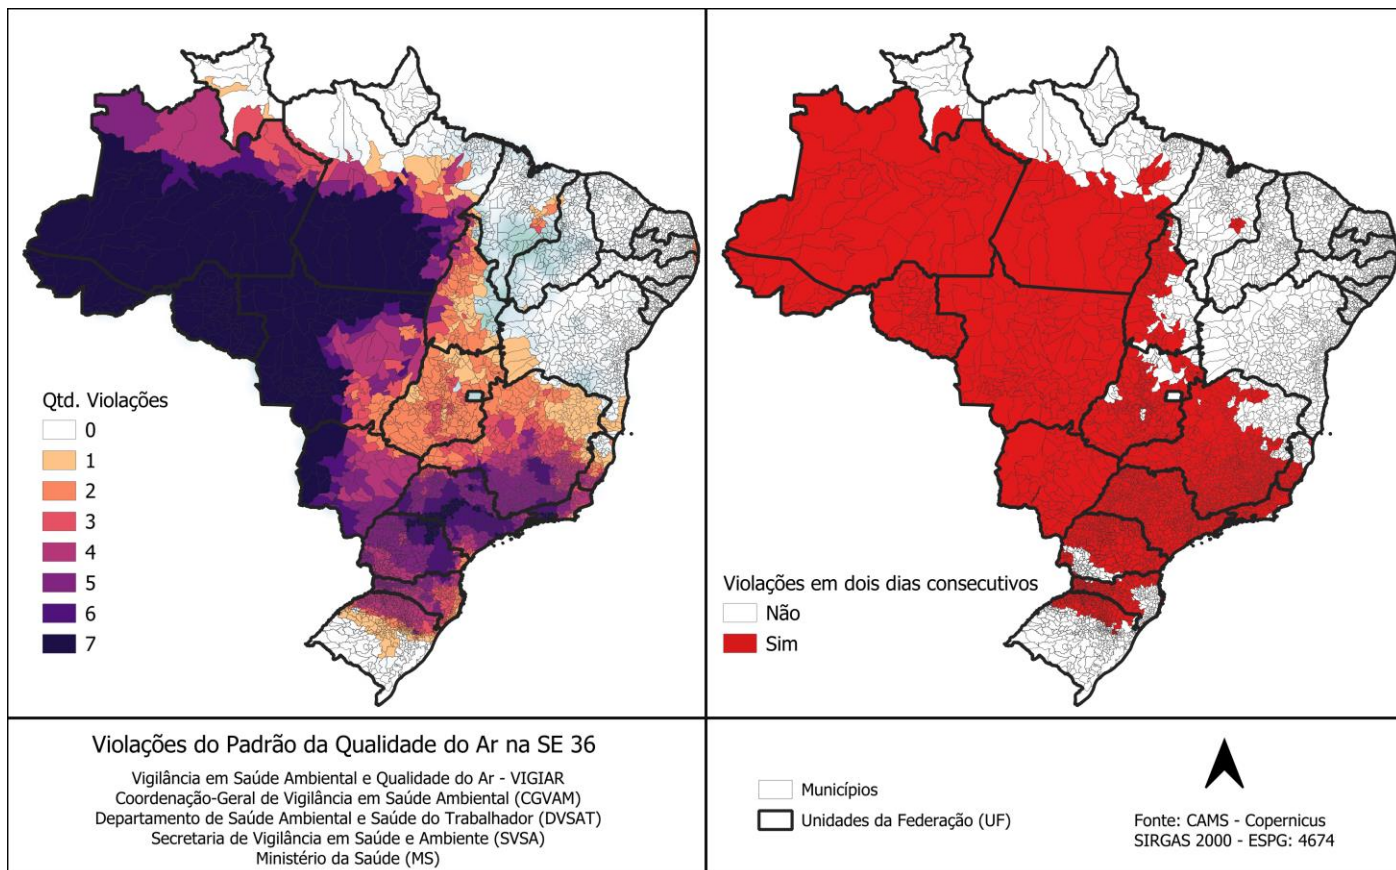 Qtd. Violações
0
1
2
3
4
5
6
7
Violações em dois dias consecutivos
Não
Sim
Violações do Padrão da Qualidade do Ar na SE 36
Vigilância em Saúde Ambiental e Qualidade do Ar - VIGIAR
Coordenação-Geral de Vigilância em Saúde Ambiental (CGVAM)
Departamento de Saúde Ambiental e Saúde do Trabalhador (DVSAT)
Secretaria de Vigilância em Saúde e Ambiente (SVSA)
Ministério da Saúde (MS)
Municípios
Unidades da Federação (UF)
Fonte: CAMS - Copernicus
SIRGAS 2000 - ESPG: 4674